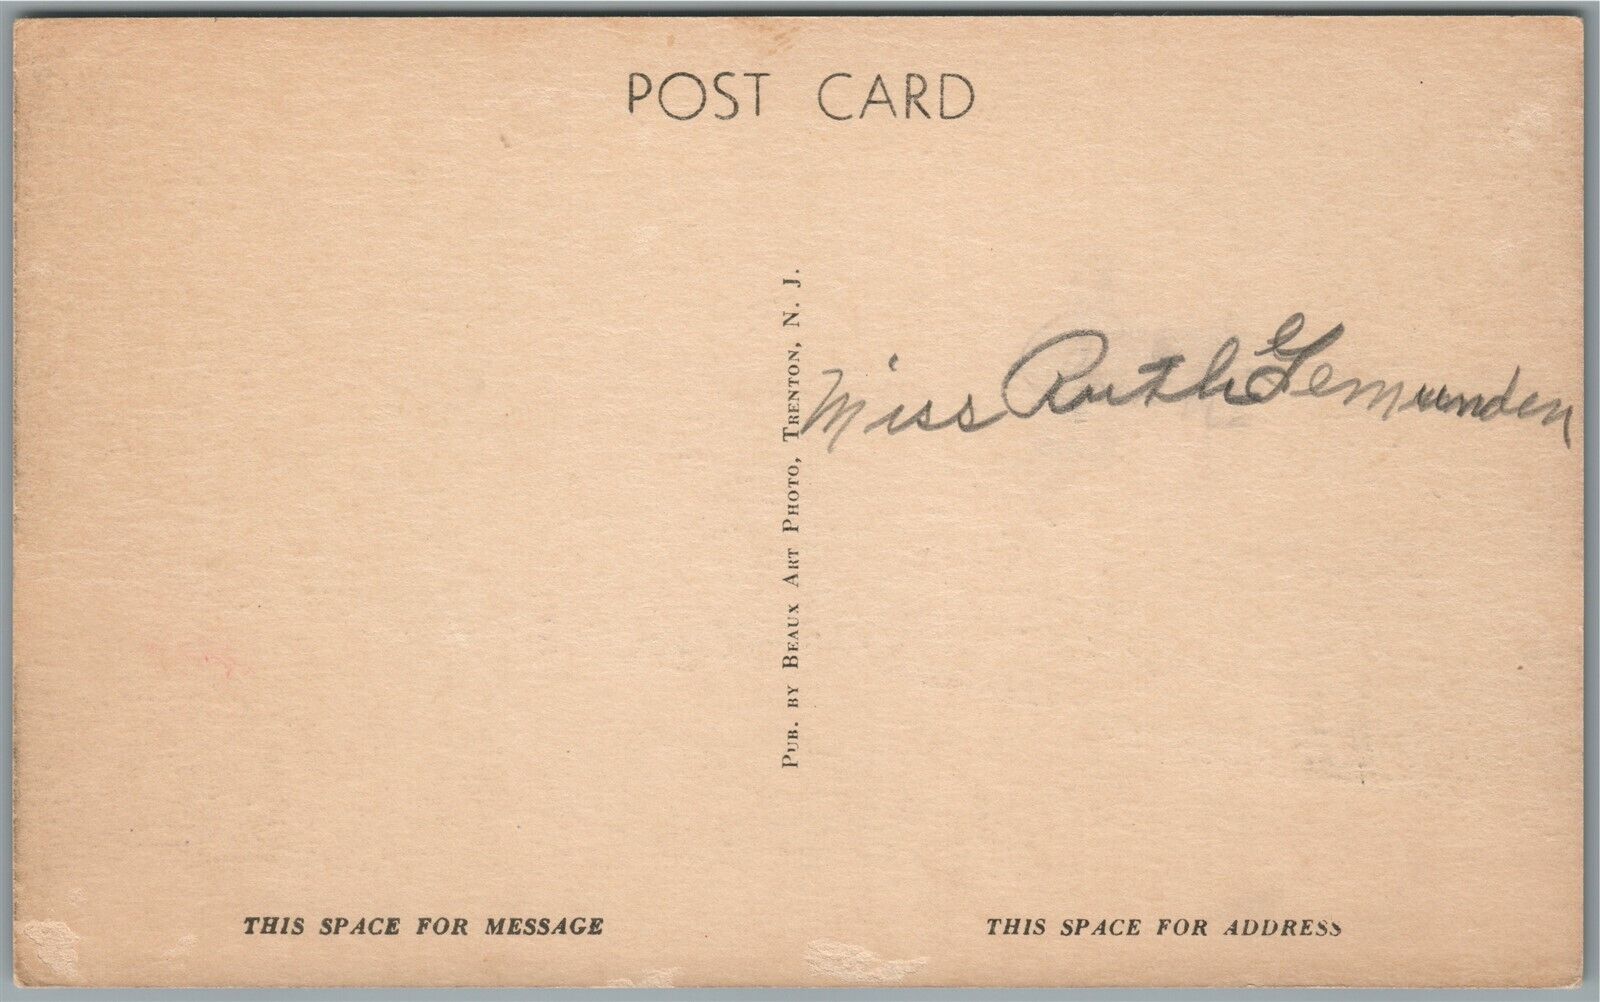 POST CARD
PUB. BY BEAUX ART PHOTO, TRENTON, N. J.
Miss Ruth Gemunden
THIS SPACE FOR MESSAGE
THIS SPACE FOR ADDRESS